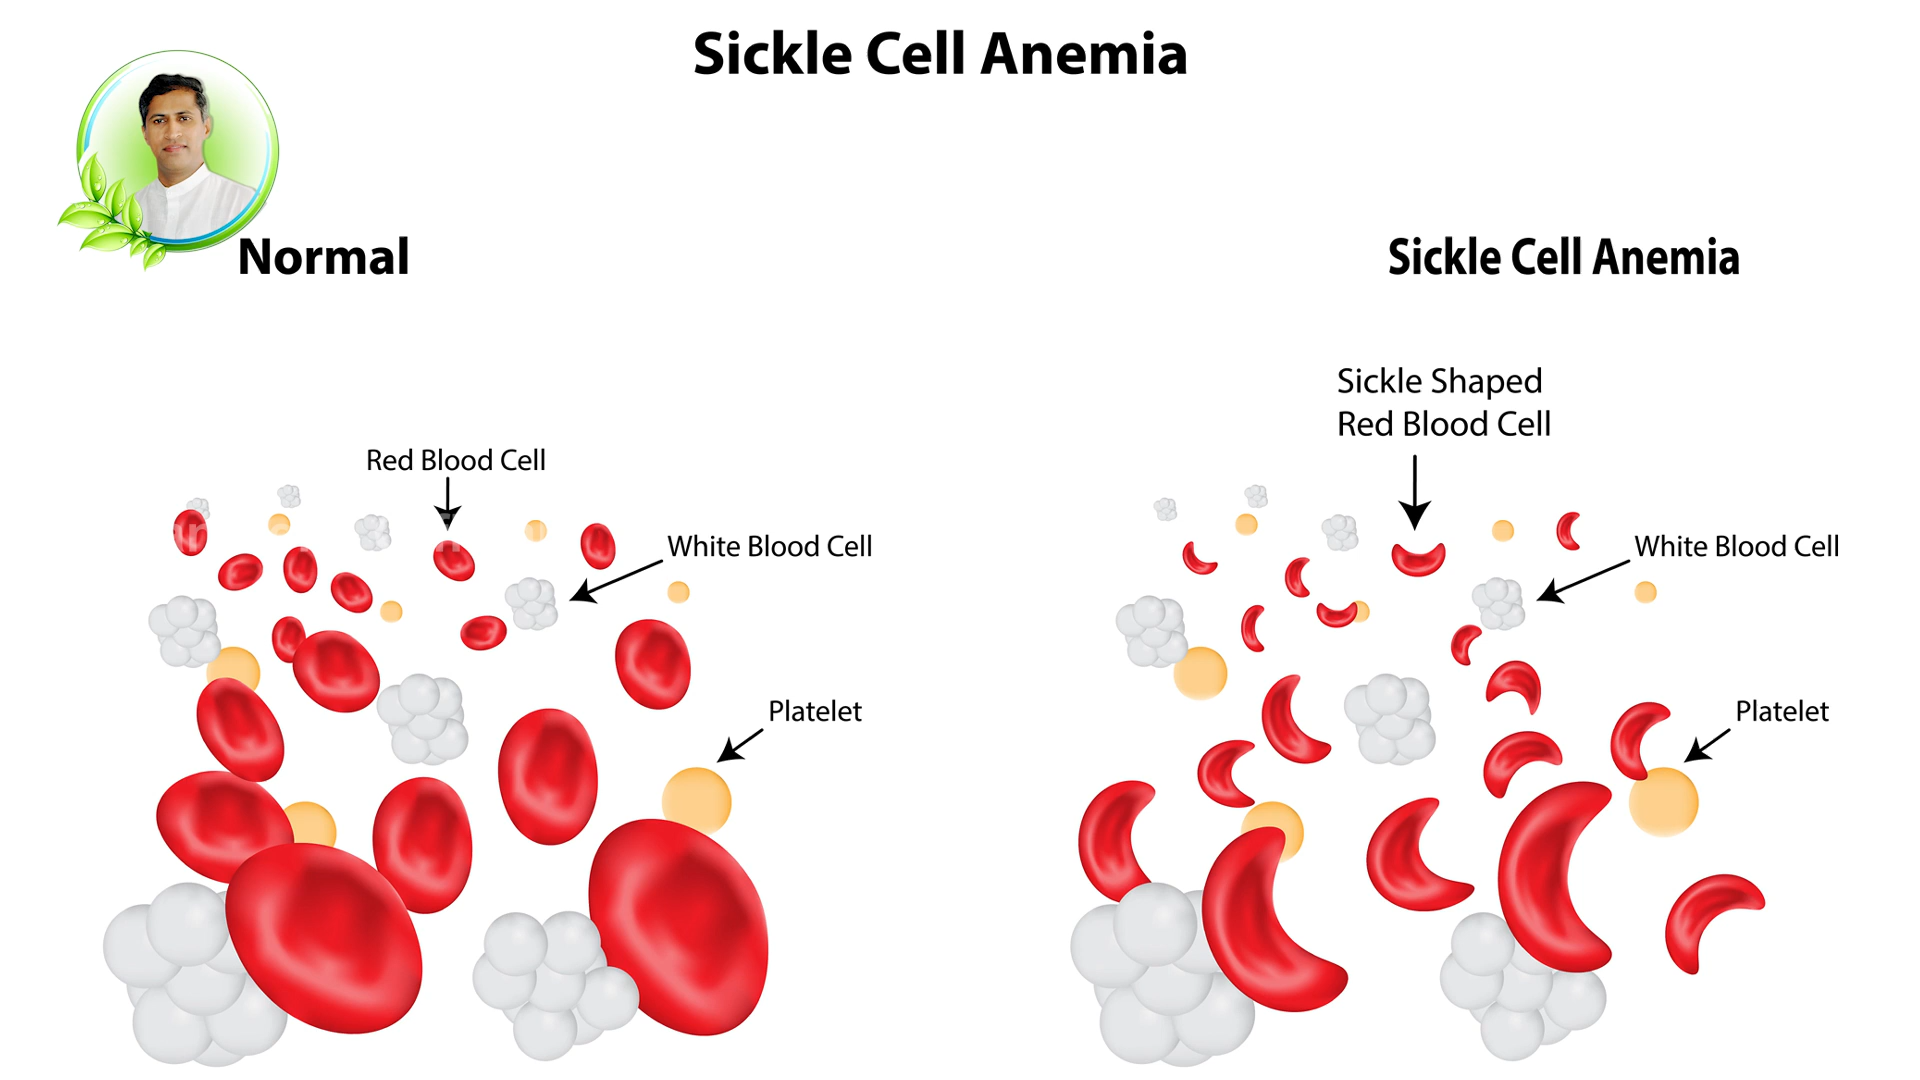 Sickle Cell Anemia
Normal
Sickle Cell Anemia
Red Blood Cell
White Blood Cell
Platelet
Sickle Shaped
Red Blood Cell
White Blood Cell
Platelet